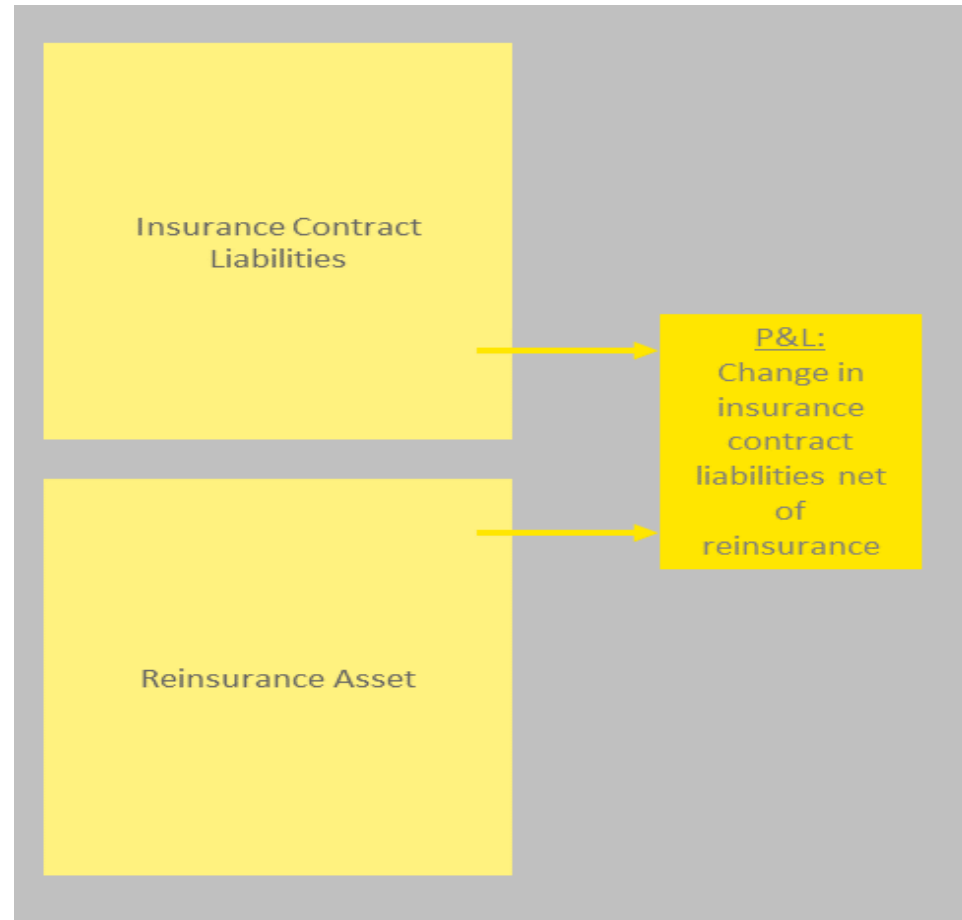 Insurance Contract
Liabilities
P&L:
Change in
insurance
contract
liabilities net
of
reinsurance
Reinsurance Asset